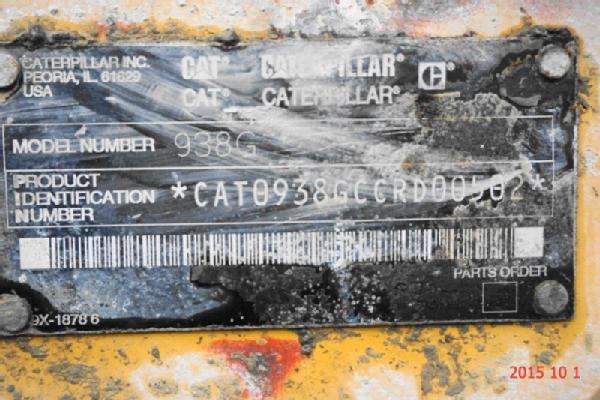 CATERPILLAR INC.
PEORIA, IL 61629
USA
CAT® CATERPILLAR® C®
CAT® CATERPILLAR®
MODEL NUMBER 938G
PRODUCT
IDENTIFICATION
NUMBER *CAT0938GCCRD00502*
PARTS ORDER
9X-1878 6
2015 10 1